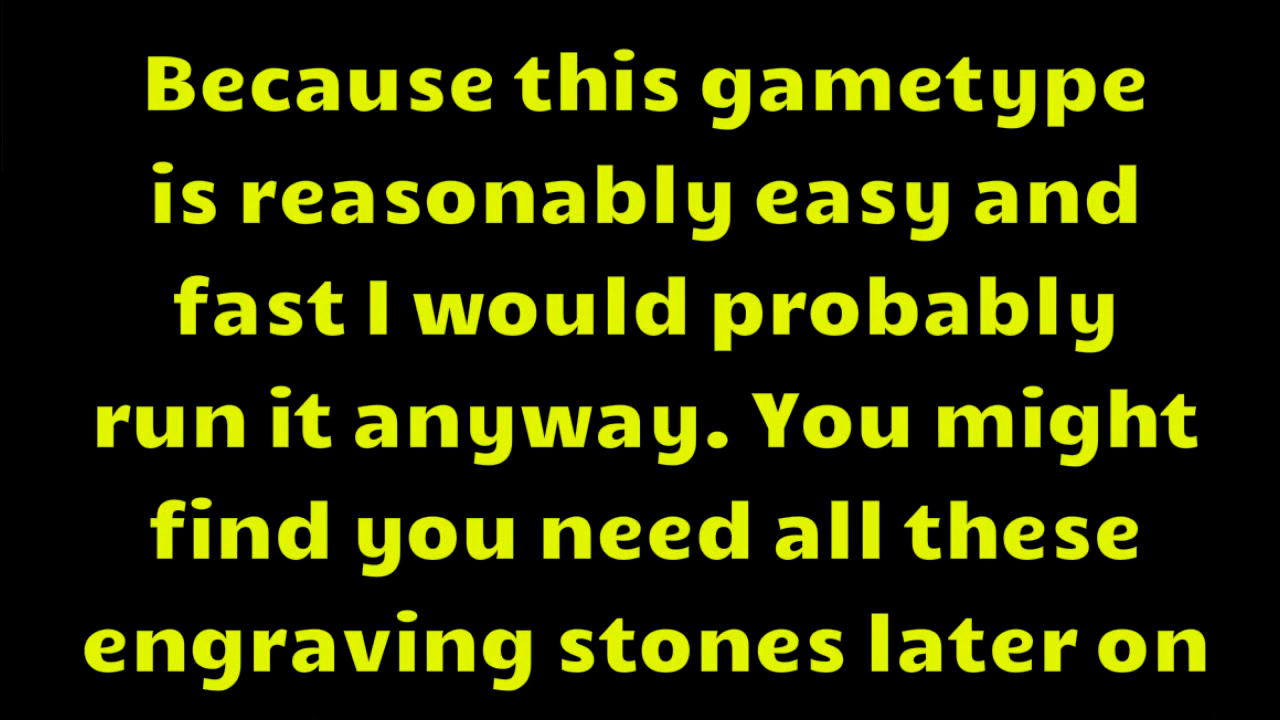 Because this gametype
is reasonably easy and
fast I would probably
run it anyway. You might
find you need all these
engraving stones later on